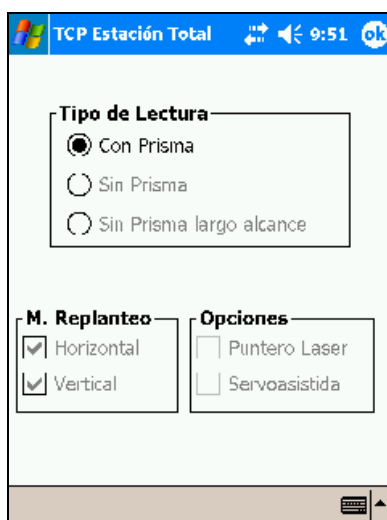 TCP Estación Total 9:51 ok
Tipo de Lectura
Con Prisma
Sin Prisma
Sin Prisma largo alcance
M. Replanteo
Horizontal
Vertical
Opciones
Puntero Laser
Servoasistida